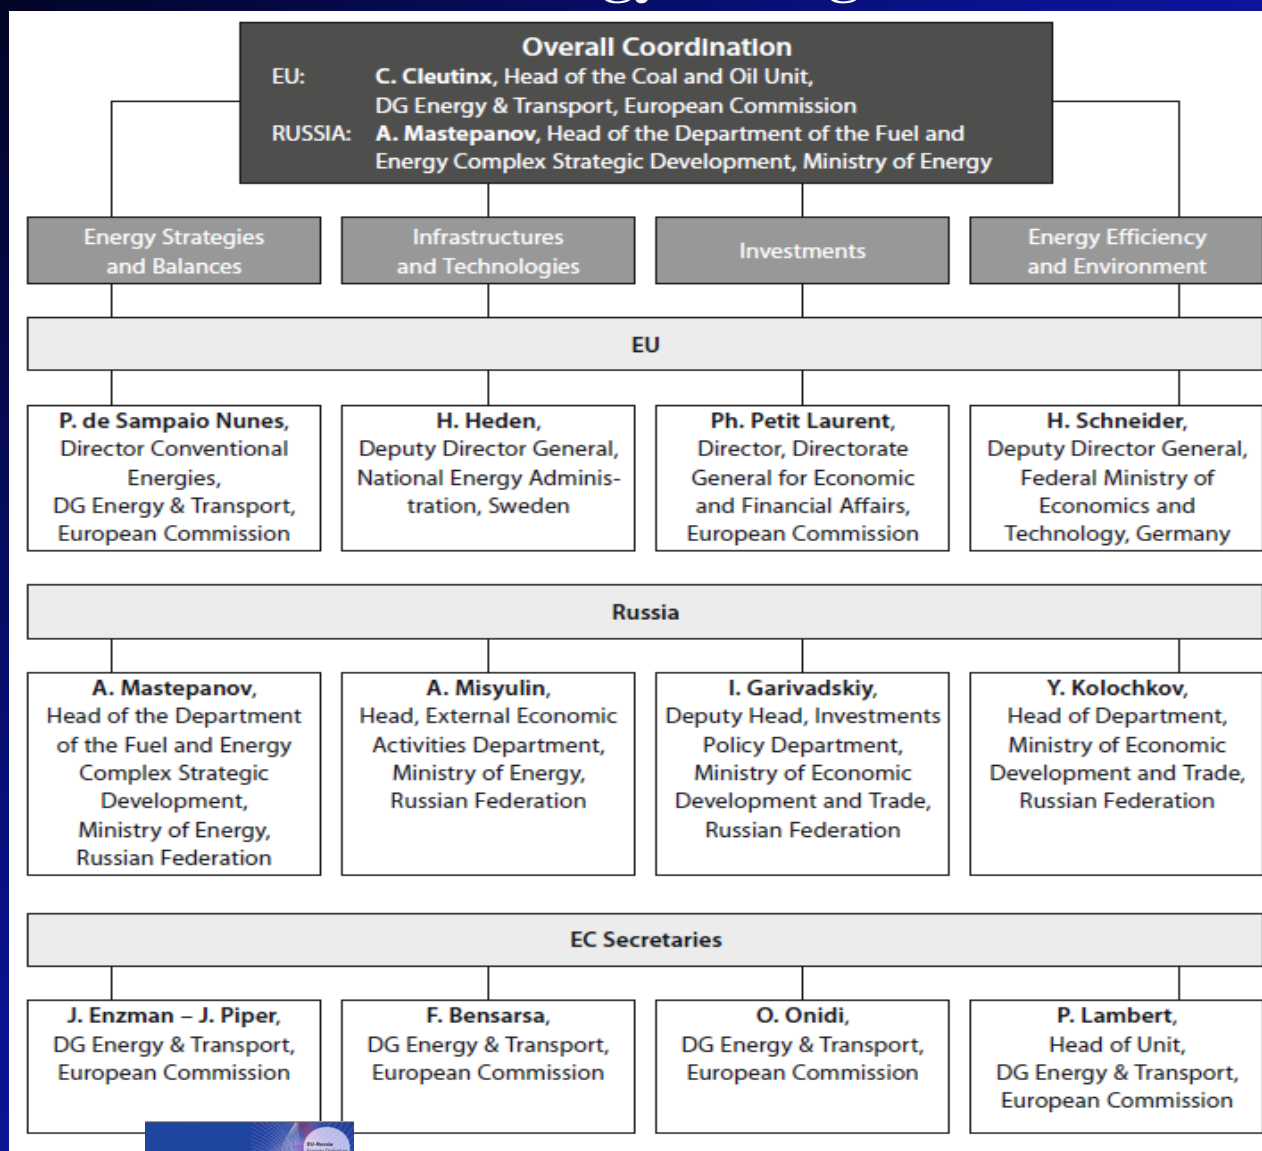 Overall Coordination
EU: C. Cleutinx, Head of the Coal and Oil Unit,
DG Energy & Transport, European Commission
RUSSIA: A. Mastepanov, Head of the Department of the Fuel and
Energy Complex Strategic Development, Ministry of Energy
Energy Strategies
and Balances
Infrastructures
and Technologies
Investments
Energy Efficiency
and Environment
EU
P. de Sampaio Nunes,
Director Conventional
Energies,
DG Energy & Transport,
European Commission
H. Heden,
Deputy Director General,
National Energy Adminis-
tration, Sweden
Ph. Petit Laurent,
Director, Directorate
General for Economic
and Financial Affairs,
European Commission
H. Schneider,
Deputy Director General,
Federal Ministry of
Economics and
Technology, Germany
Russia
A. Mastepanov,
Head of the Department
of the Fuel and Energy
Complex Strategic
Development,
Ministry of Energy,
Russian Federation
A. Misyulin,
Head, External Economic
Activities Department,
Ministry of Energy,
Russian Federation
I. Garivadskiy,
Deputy Head, Investments
Policy Department,
Ministry of Economic
Development and Trade,
Russian Federation
Y. Kolochkov,
Head of Department,
Ministry of Economic
Development and Trade,
Russian Federation
EC Secretaries
J. Enzman – J. Piper,
DG Energy & Transport,
European Commission
F. Bensarsa,
DG Energy & Transport,
European Commission
O. Onidi,
DG Energy & Transport,
European Commission
P. Lambert,
Head of Unit,
DG Energy & Transport,
European Commission
EU-Russia